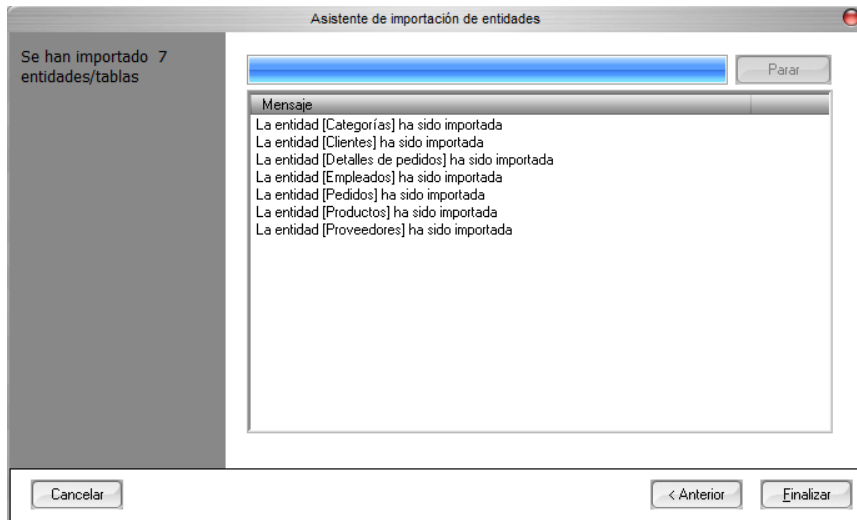 Asistente de importación de entidades
Se han importado 7
entidades/tablas
Parar
Mensaje
La entidad [Categorías] ha sido importada
La entidad [Clientes] ha sido importada
La entidad [Detalles de pedidos] ha sido importada
La entidad [Empleados] ha sido importada
La entidad [Pedidos] ha sido importada
La entidad [Productos] ha sido importada
La entidad [Proveedores] ha sido importada
Cancelar
< Anterior
Finalizar